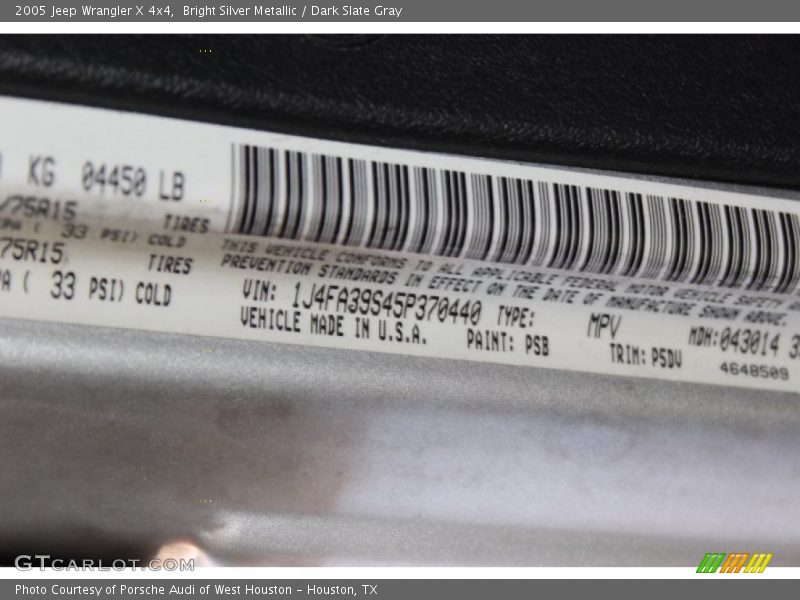 2005 Jeep Wrangler X 4x4, Bright Silver Metallic / Dark Slate Gray
KG 04450 LB
/75R15 TIRES
PA ( 33 PSI) COLD
75R15 TIRES
PA ( 33 PSI) COLD
THIS VEHICLE CONFORMS TO ALL APPLICABLE FEDERAL MOTOR VEHICLE SAFETY
PREVENTION STANDARDS IN EFFECT ON THE DATE OF MANUFACTURE SHOWN ABOVE.
VIN: 1J4FA39S45P370440 TYPE: MPV MDH:043014 3
VEHICLE MADE IN U.S.A. PAINT: PSB TRIM: P5DV 4648509
GTCARLOT.COM
Photo Courtesy of Porsche Audi of West Houston - Houston, TX